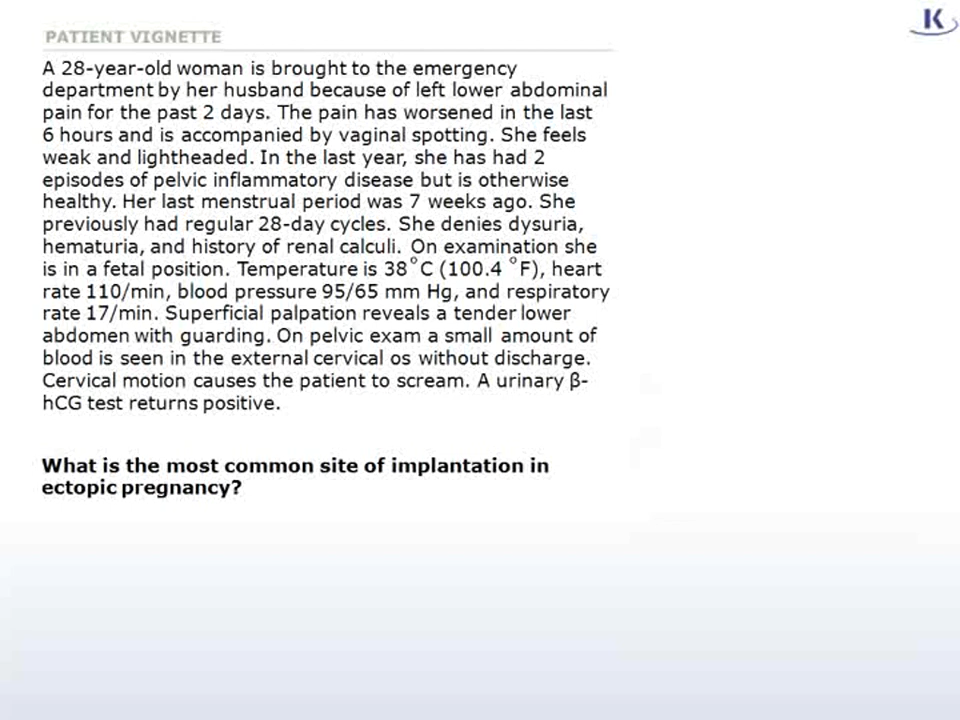 PATIENT VIGNETTE
K
A 28-year-old woman is brought to the emergency
department by her husband because of left lower abdominal
pain for the past 2 days. The pain has worsened in the last
6 hours and is accompanied by vaginal spotting. She feels
weak and lightheaded. In the last year, she has had 2
episodes of pelvic inflammatory disease but is otherwise
healthy. Her last menstrual period was 7 weeks ago. She
previously had regular 28-day cycles. She denies dysuria,
hematuria, and history of renal calculi. On examination she
is in a fetal position. Temperature is 38°C (100.4 °F), heart
rate 110/min, blood pressure 95/65 mm Hg, and respiratory
rate 17/min. Superficial palpation reveals a tender lower
abdomen with guarding. On pelvic exam a small amount of
blood is seen in the external cervical os without discharge.
Cervical motion causes the patient to scream. A urinary β-
hCG test returns positive.
What is the most common site of implantation in
ectopic pregnancy?